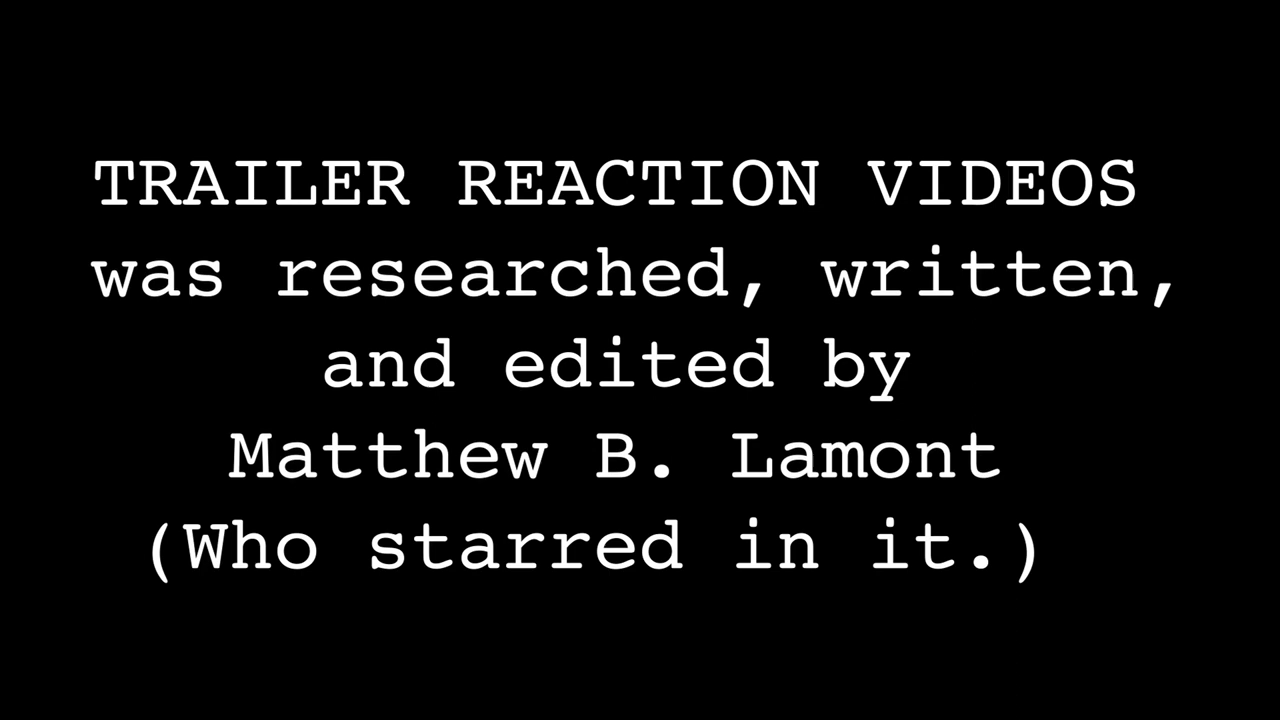 TRAILER REACTION VIDEOS
was researched, written,
and edited by
Matthew B. Lamont
(Who starred in it.)